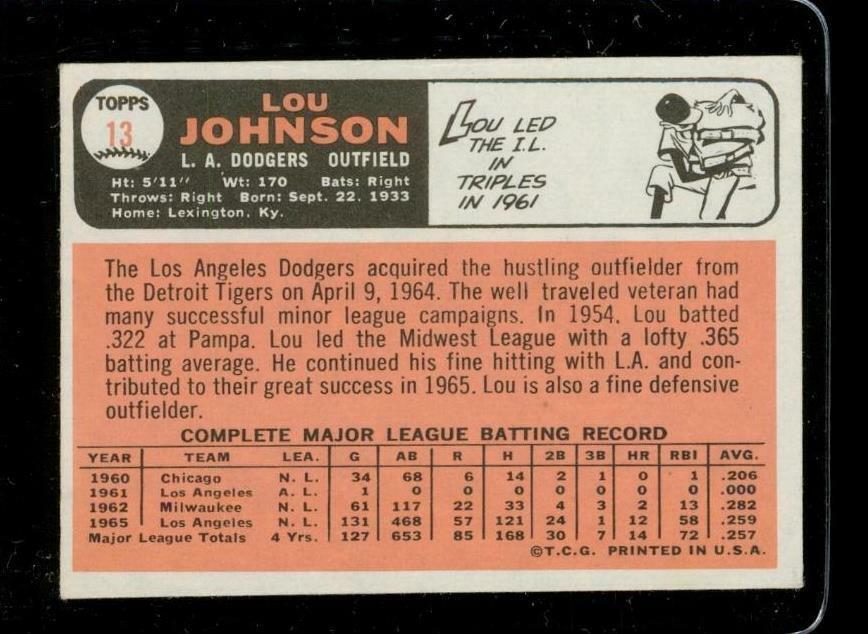 TOPPS
13
LOU
JOHNSON
L. A. DODGERS OUTFIELD
Ht: 5'11" Wt: 170 Bats: Right
Throws: Right Born: Sept. 22, 1933
Home: Lexington, Ky.
LOU LED
THE I.L.
IN
TRIPLES
IN 1961
The Los Angeles Dodgers acquired the hustling outfielder from
the Detroit Tigers on April 9, 1964. The well traveled veteran had
many successful minor league campaigns. In 1954, Lou batted
.322 at Pampa. Lou led the Midwest League with a lofty .365
batting average. He continued his fine hitting with L.A. and con-
tributed to their great success in 1965. Lou is also a fine defensive
outfielder.
COMPLETE MAJOR LEAGUE BATTING RECORD
YEAR TEAM LEA. G AB R H 2B 3B HR RBI AVG.
1960 Chicago N. L. 34 68 6 14 2 1 0 1 .206
1961 Los Angeles A. L. 1 0 0 0 0 0 0 0 .000
1962 Milwaukee N. L. 61 117 22 33 4 3 2 13 .282
1965 Los Angeles N. L. 131 468 57 121 24 1 12 58 .259
Major League Totals 4 Yrs. 127 653 85 168 30 7 14 72 .257
©T.C.G. PRINTED IN U.S.A.